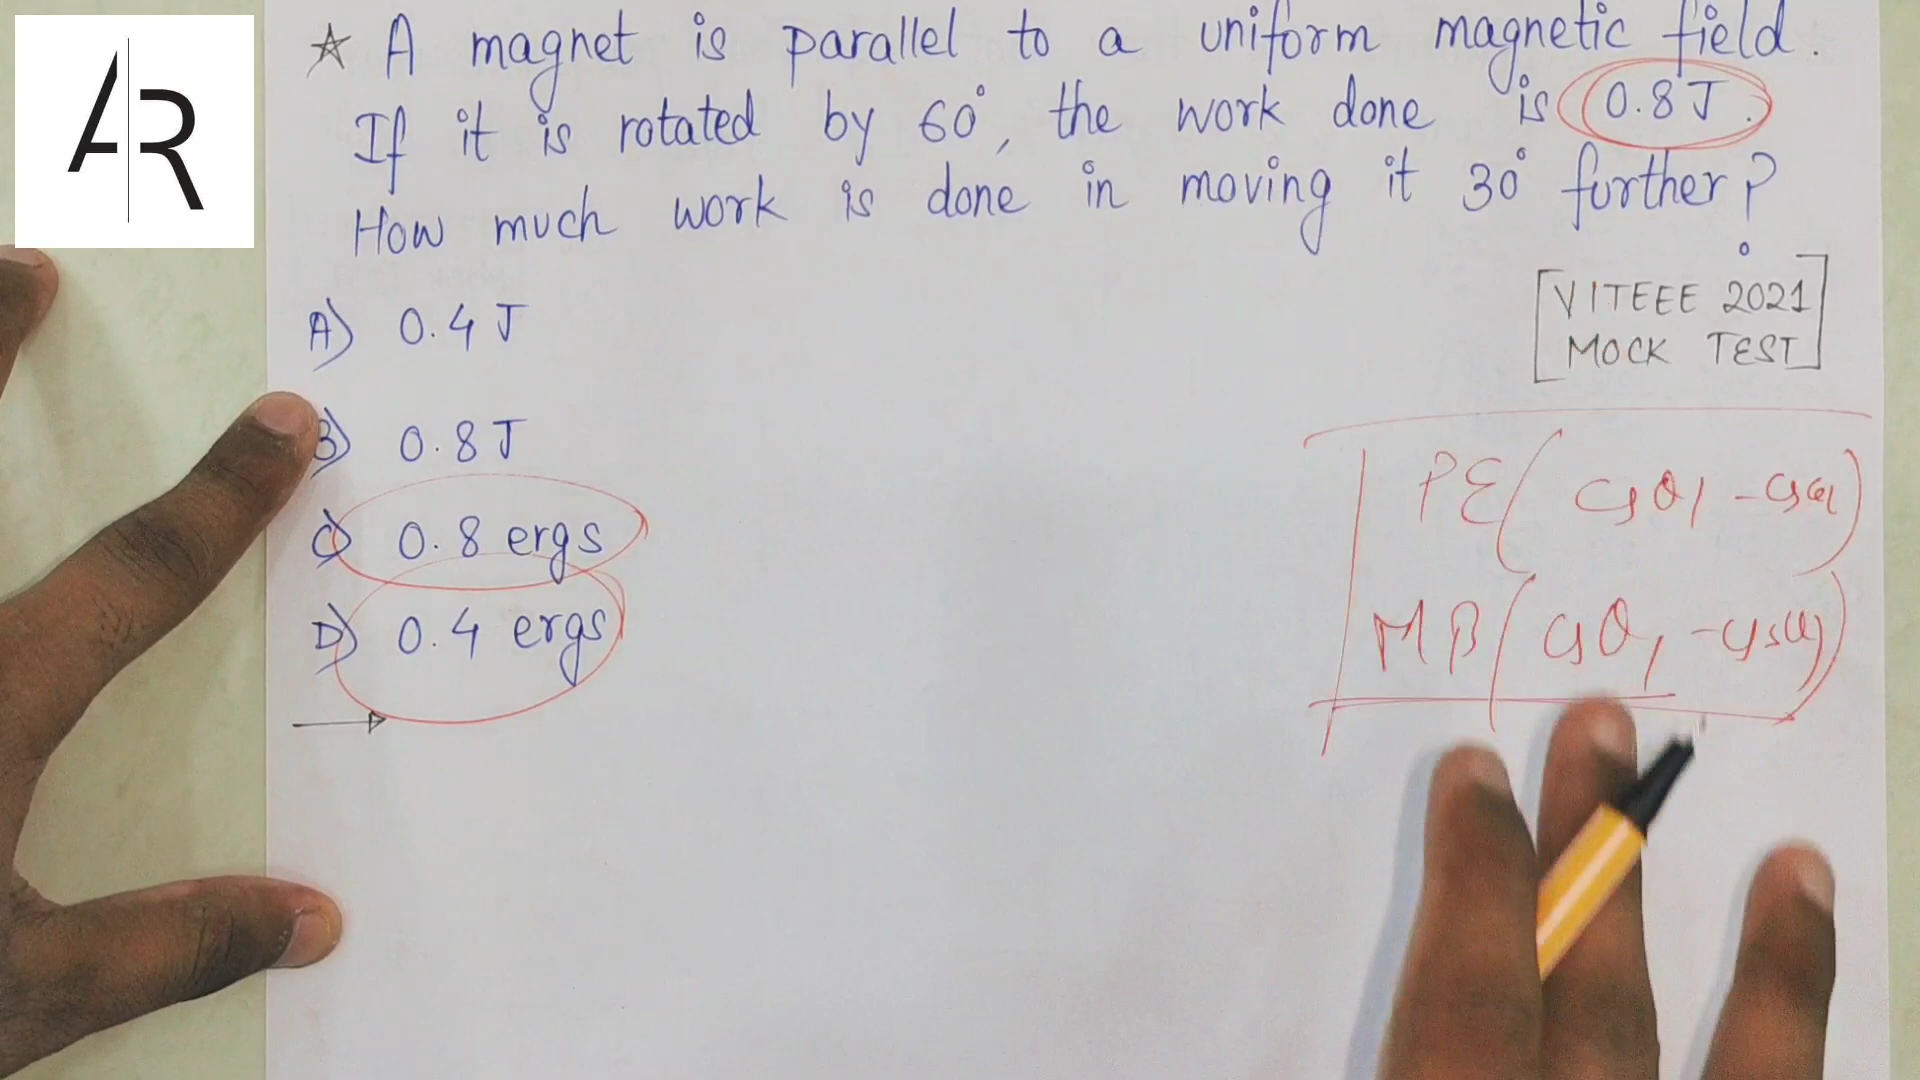 AR
☆ A magnet is parallel to a uniform magnetic field.
If it is rotated by 60°, the work done is 0.8 J.
How much work is done in moving it 30° further?
[VITEEE 2021
MOCK TEST]
A) 0.4 J
B) 0.8 J
C) 0.8 ergs
D) 0.4 ergs
PE(
MB(